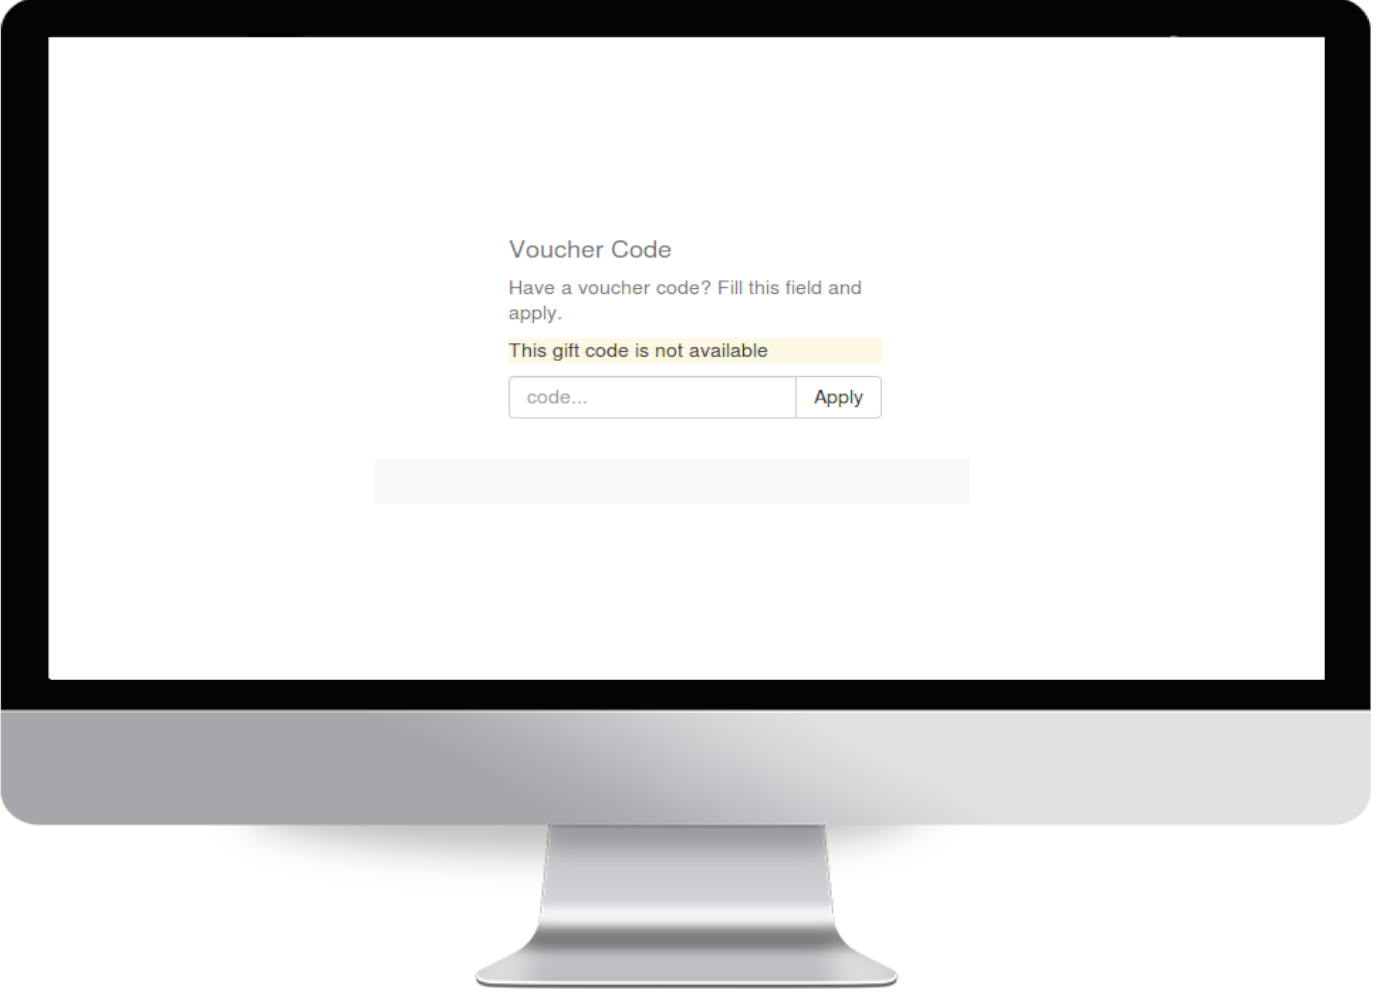 Voucher Code
Have a voucher code? Fill this field and
apply.
This gift code is not available
code...
Apply